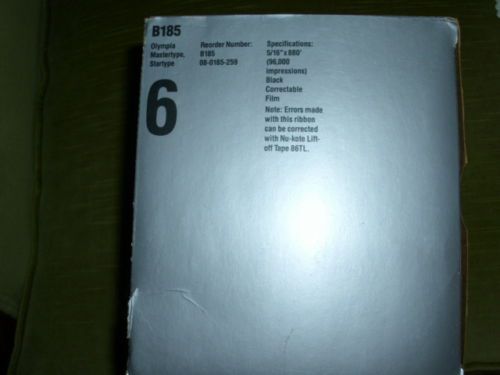 B185
Olympia
Mastertype,
Startype
Reorder Number:
B185
08-0185-259
Specifications:
5/16" x 880'
(96,000
impressions)
Black
Correctable
Film
Note: Errors made
with this ribbon
can be corrected
with Nu-kote Lift-
off Tape 86TL.
6